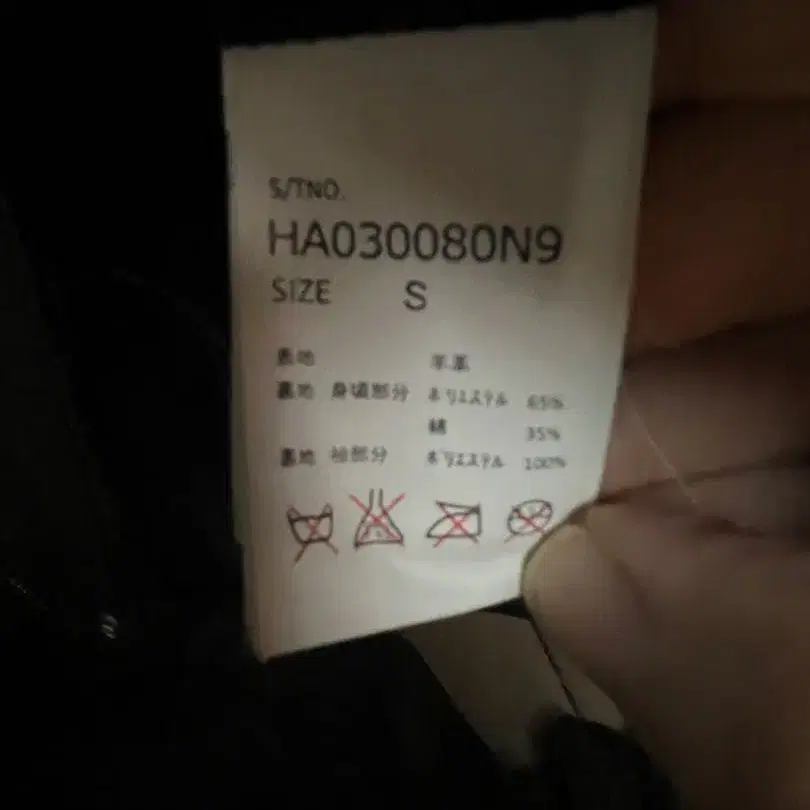 S/TNO.
HA030080N9
SIZE S
表地 羊革
裏地 身頃部分 ポリエステル 65%
綿 35%
裏地 袖部分 ポリエステル 100%